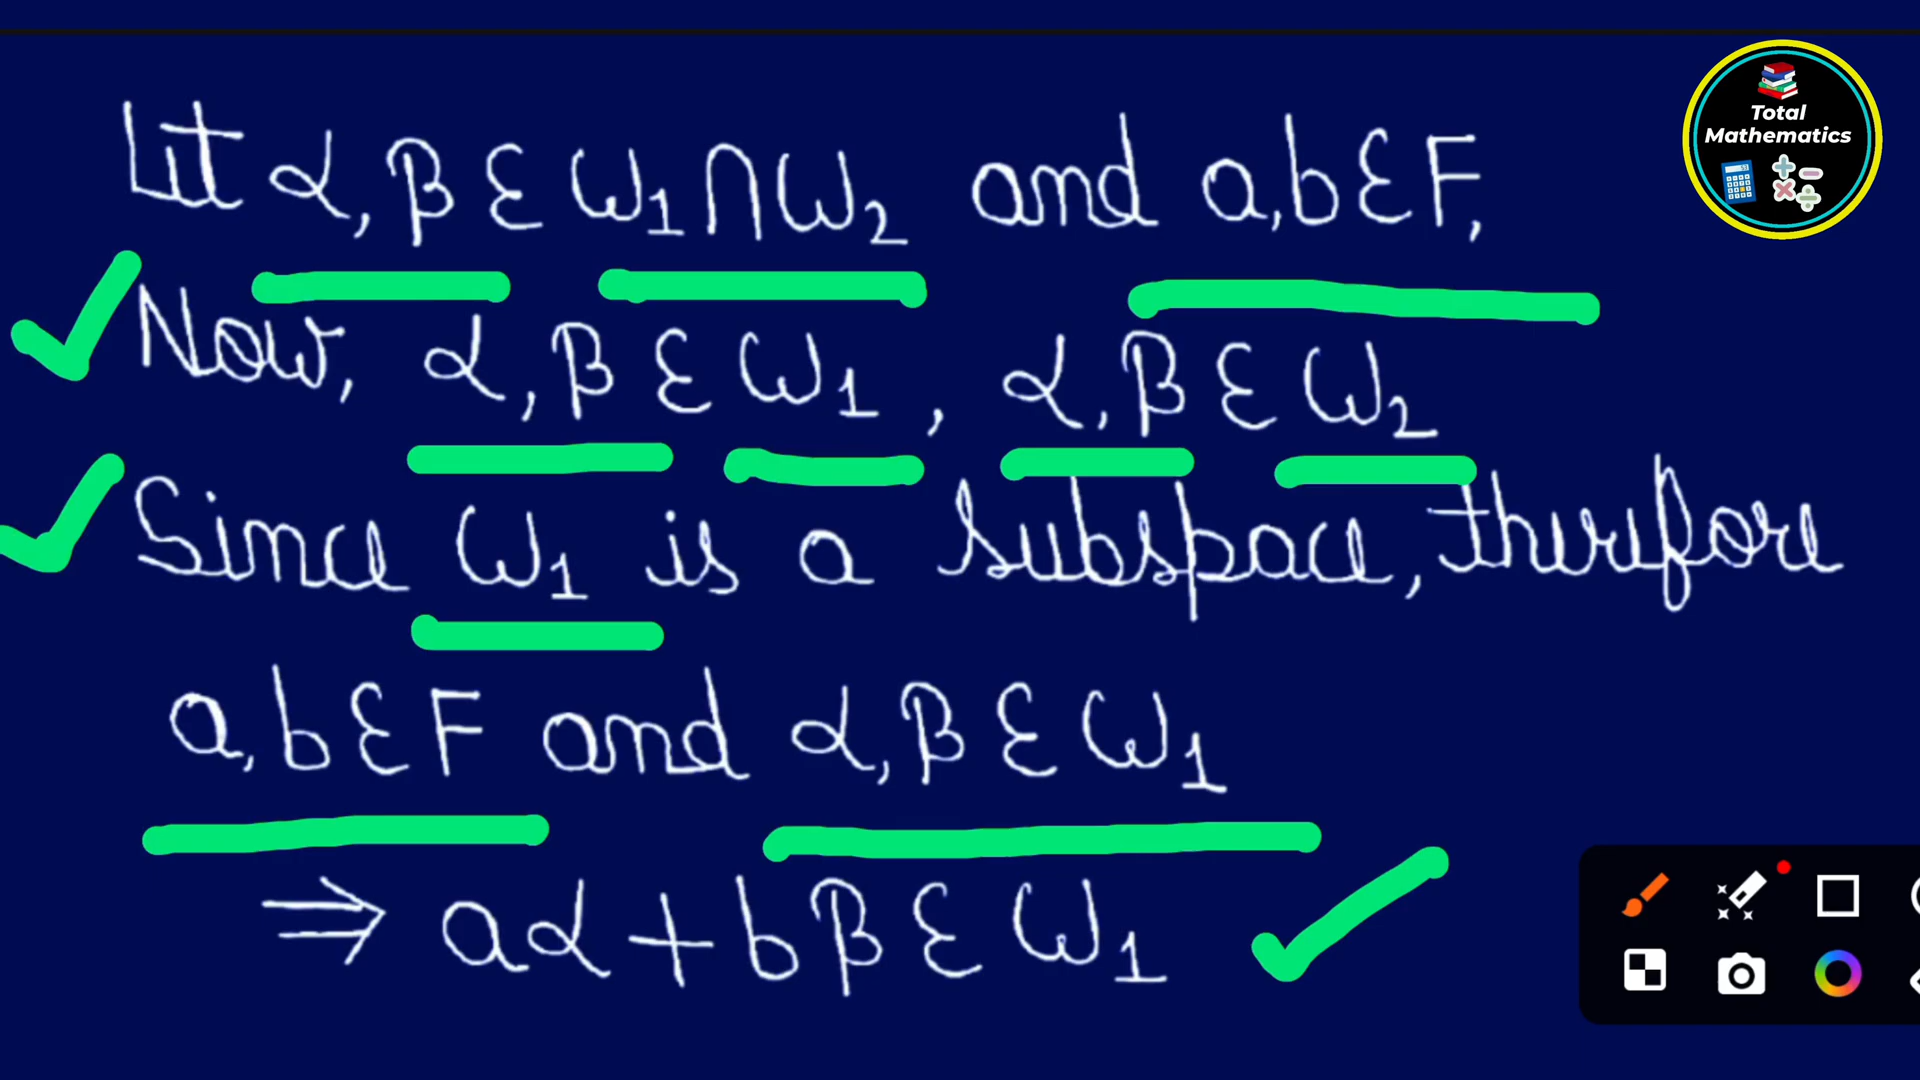 Total
Mathematics
Let α, β ∈ W₁∩W₂ and a,b∈F,
Now, α, β ∈ W₁, α, β ∈ W₂
Since W₁ is a subspace, therefore
a,b∈F and α, β ∈ W₁
⇒ aα + bβ ∈ W₁